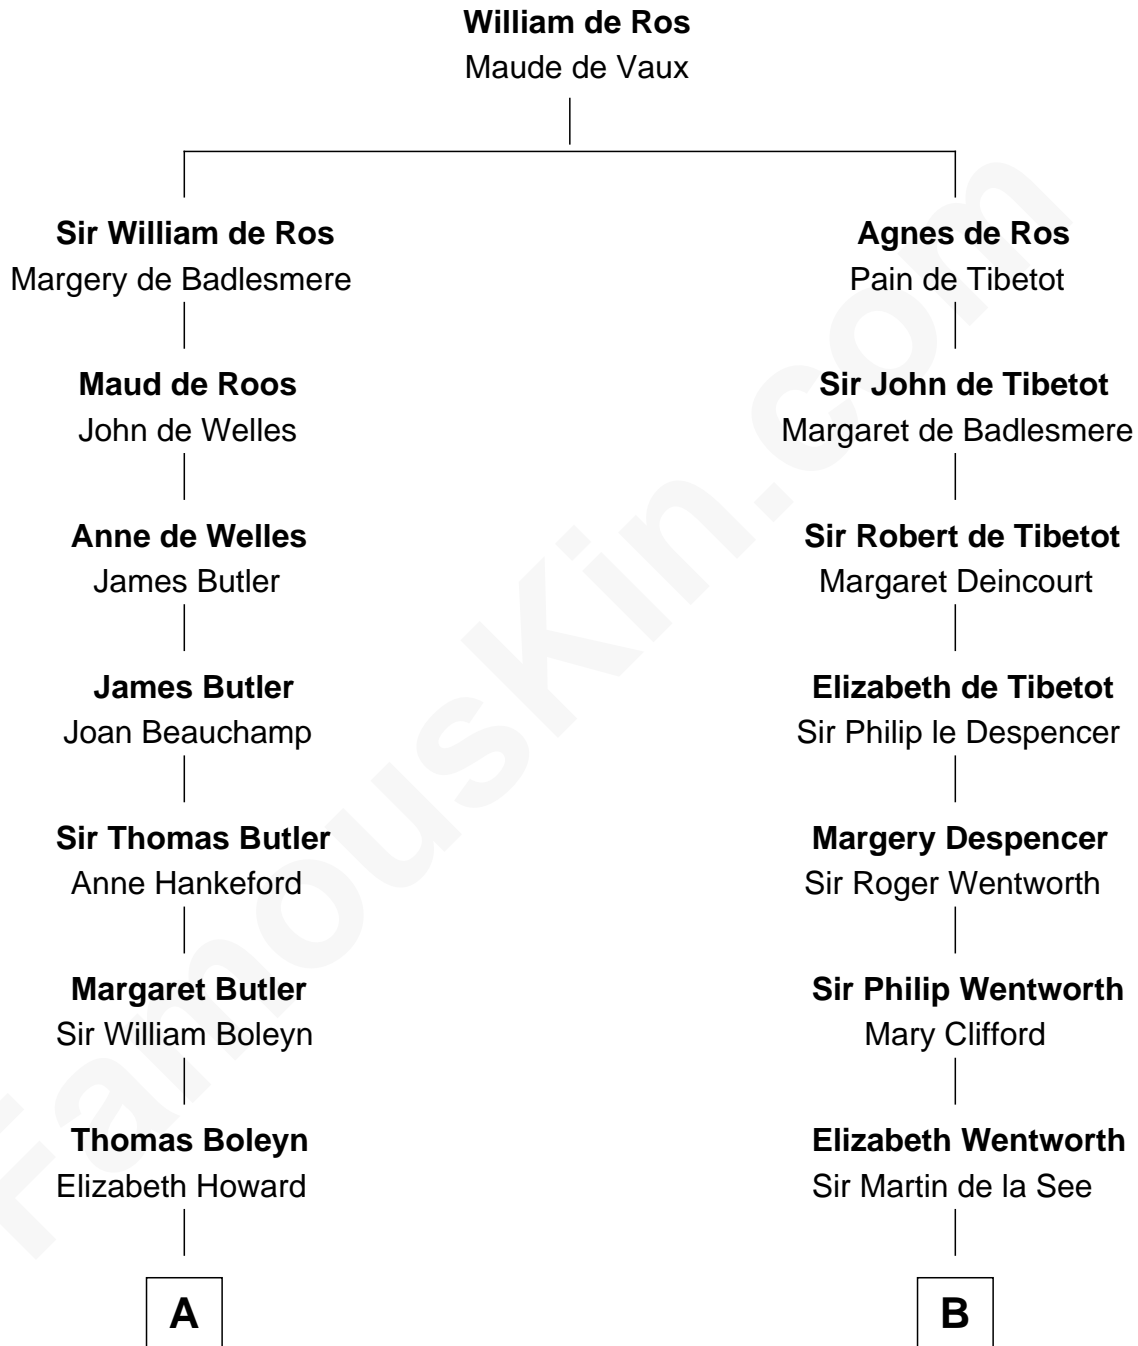 William de Ros
Maude de Vaux
Sir William de Ros
Margery de Badlesmere
Agnes de Ros
Pain de Tibetot
Maud de Roos
John de Welles
Sir John de Tibetot
Margaret de Badlesmere
Anne de Welles
James Butler
Sir Robert de Tibetot
Margaret Deincourt
James Butler
Joan Beauchamp
Elizabeth de Tibetot
Sir Philip le Despencer
Sir Thomas Butler
Anne Hankeford
Margery Despencer
Sir Roger Wentworth
Margaret Butler
Sir William Boleyn
Sir Philip Wentworth
Mary Clifford
Thomas Boleyn
Elizabeth Howard
Elizabeth Wentworth
Sir Martin de la See
A
B
FamousKin.com